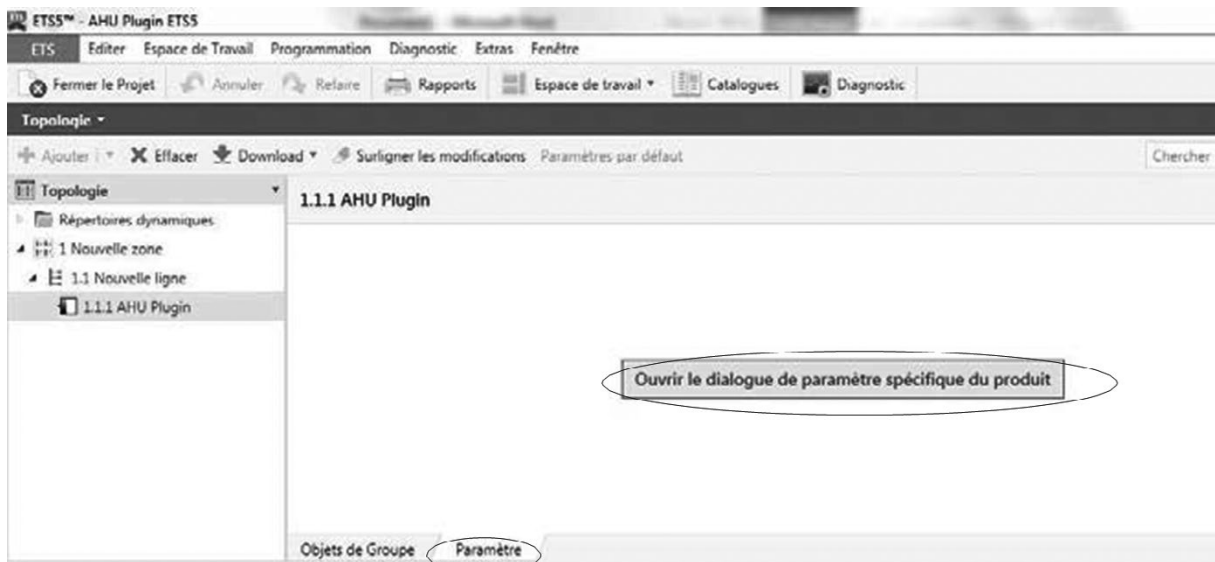 ETS5™ - AHU Plugin ETS5
ETS Editer Espace de Travail Programmation Diagnostic Extras Fenêtre
Fermer le Projet Annuler Refaire Rapports Espace de travail Catalogues Diagnostic
Topologie
Ajouter Effacer Download Surligner les modifications Paramètres par défaut Chercher
Topologie
1.1.1 AHU Plugin
Répertoires dynamiques
1 Nouvelle zone
1.1 Nouvelle ligne
1.1.1 AHU Plugin
Ouvrir le dialogue de paramètre spécifique du produit
Objets de Groupe Paramètre